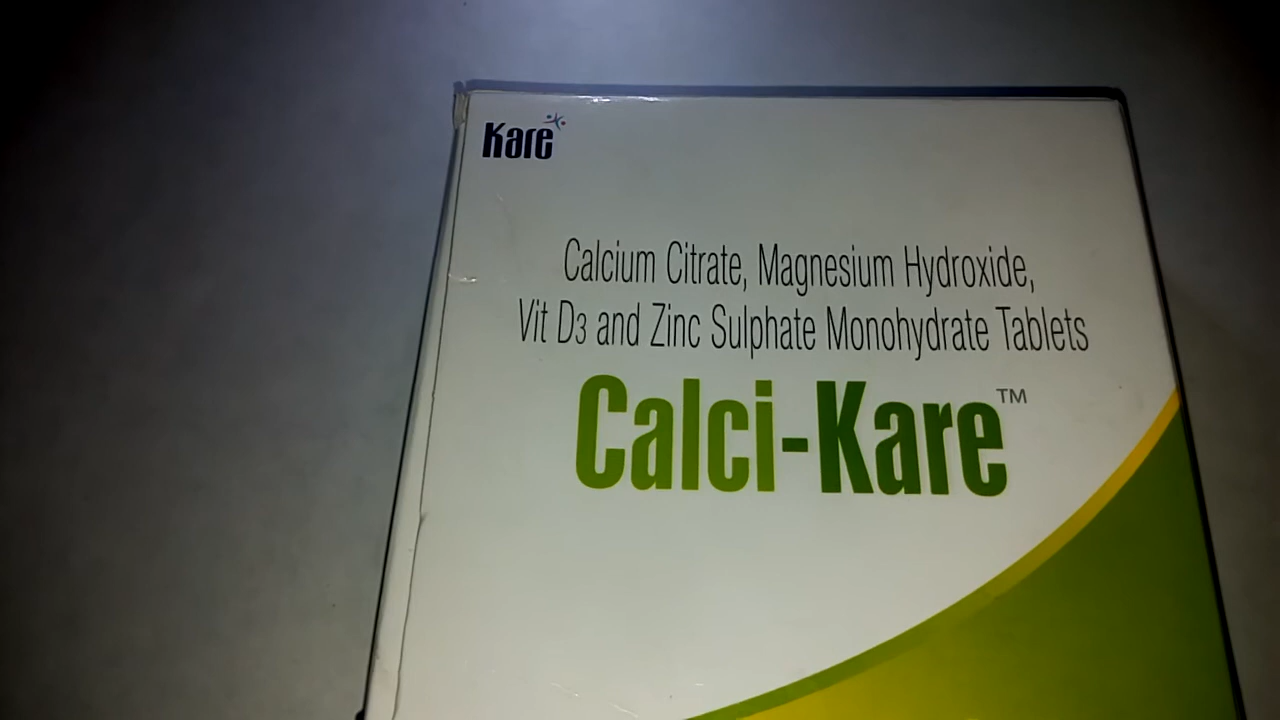 Kare
Calcium Citrate, Magnesium Hydroxide,
Vit D3 and Zinc Sulphate Monohydrate Tablets
Calci-Kare™